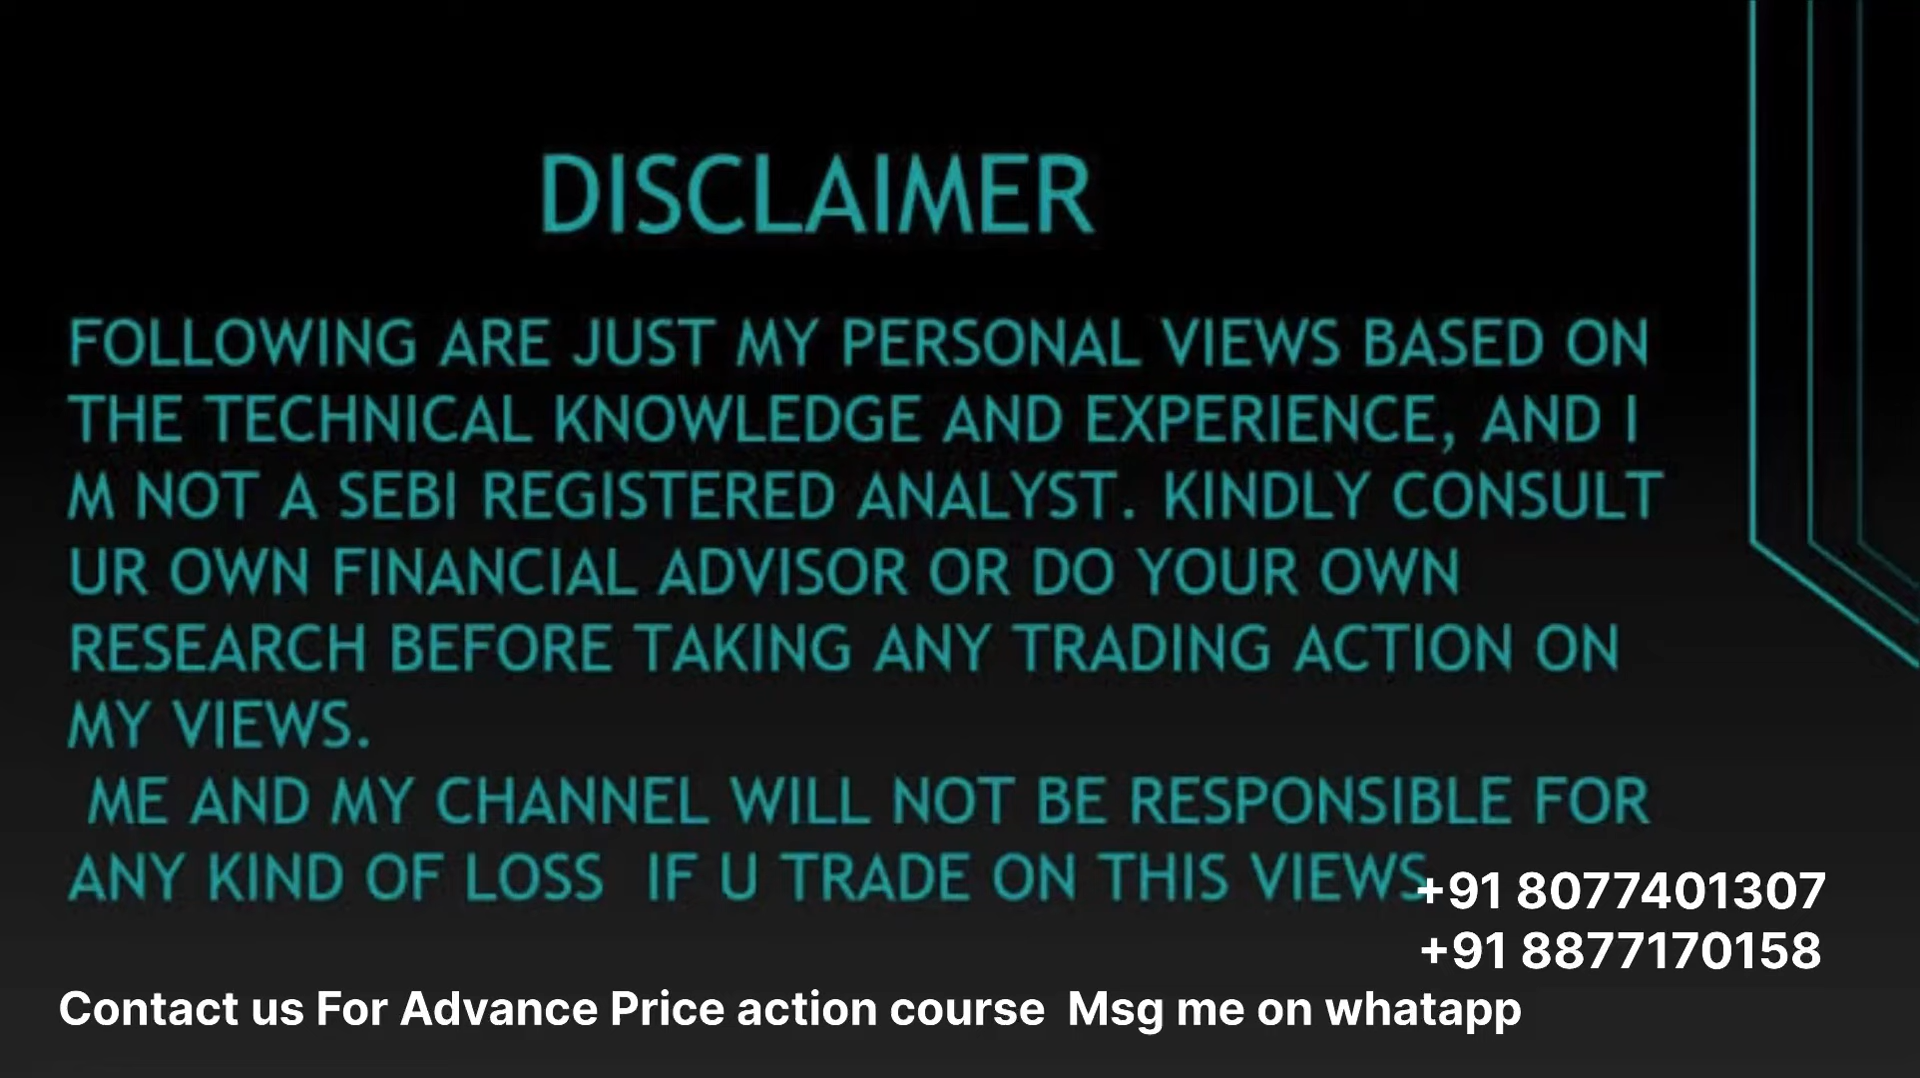 DISCLAIMER
FOLLOWING ARE JUST MY PERSONAL VIEWS BASED ON
THE TECHNICAL KNOWLEDGE AND EXPERIENCE, AND I
M NOT A SEBI REGISTERED ANALYST. KINDLY CONSULT
UR OWN FINANCIAL ADVISOR OR DO YOUR OWN
RESEARCH BEFORE TAKING ANY TRADING ACTION ON
MY VIEWS.
ME AND MY CHANNEL WILL NOT BE RESPONSIBLE FOR
ANY KIND OF LOSS IF U TRADE ON THIS VIEWS
+91 8077401307
+91 8877170158
Contact us For Advance Price action course Msg me on whatapp